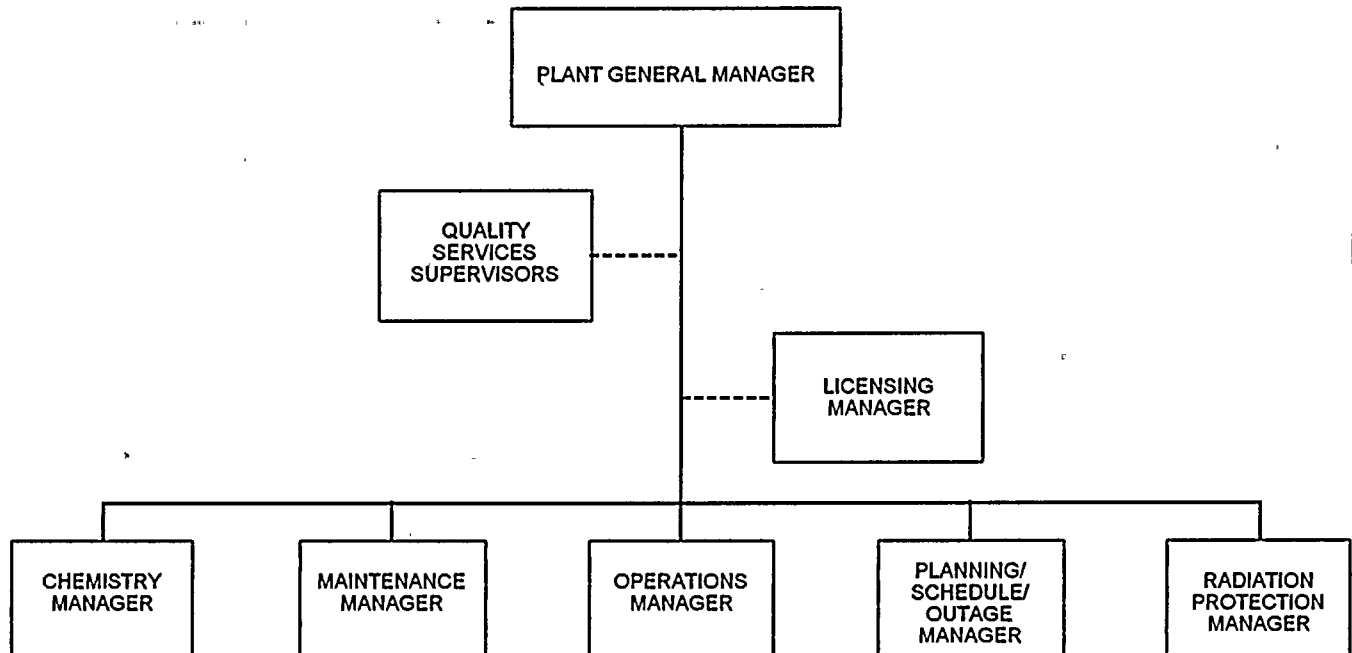 PLANT GENERAL MANAGER
QUALITY
SERVICES
SUPERVISORS
LICENSING
MANAGER
CHEMISTRY
MANAGER
MAINTENANCE
MANAGER
OPERATIONS
MANAGER
PLANNING/
SCHEDULE/
OUTAGE
MANAGER
RADIATION
PROTECTION
MANAGER